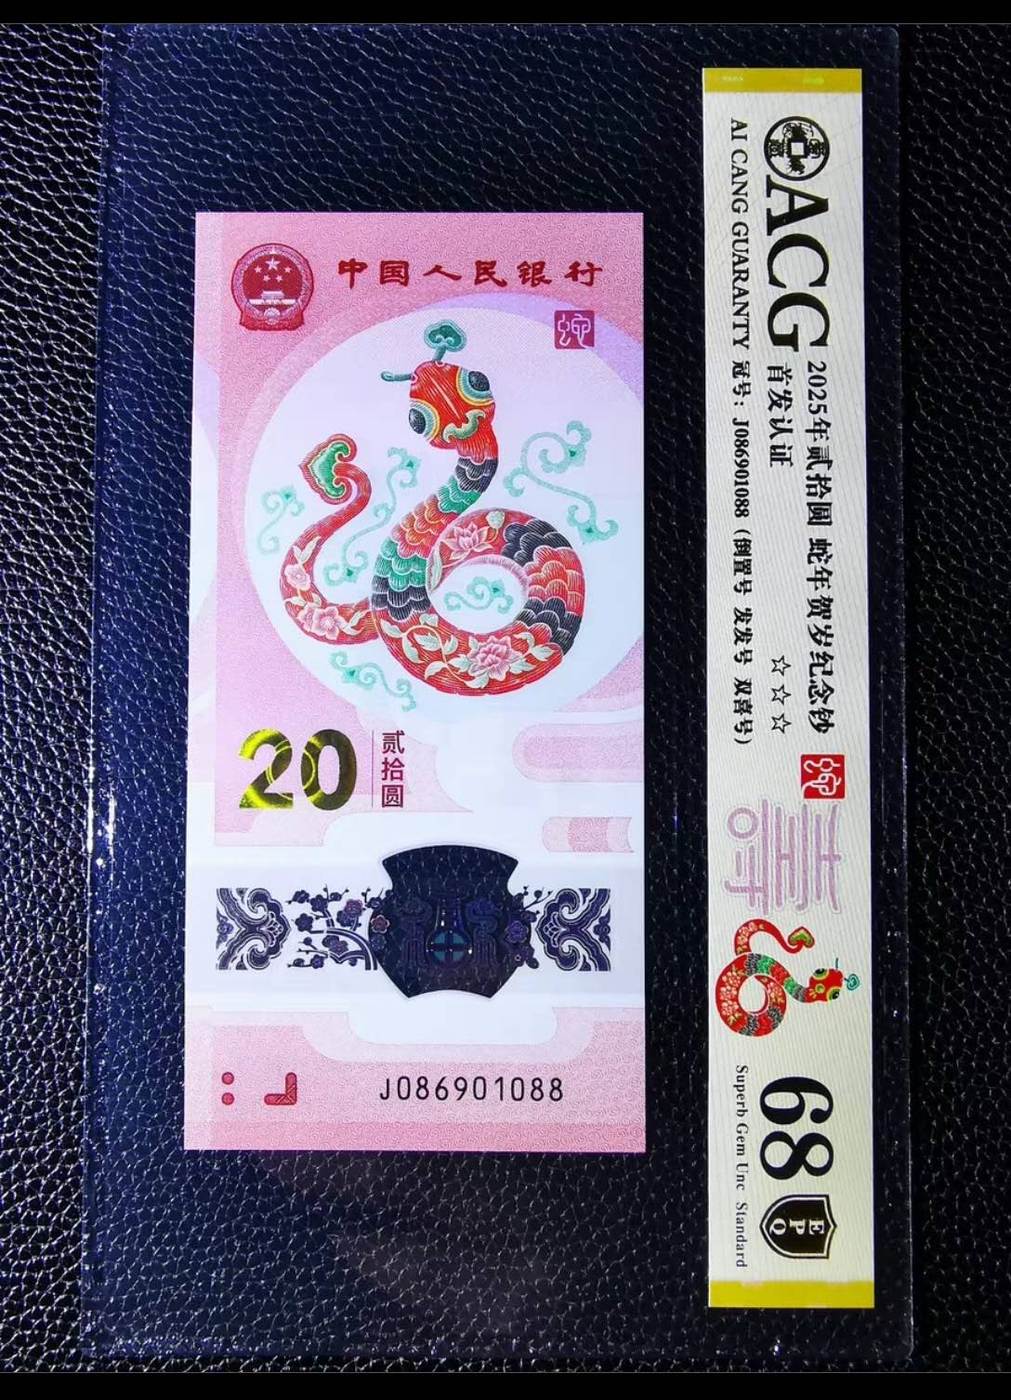 中国人民银行
蛇
20
贰拾圆
J086901088
ACG
2025年贰拾圆 蛇年贺岁纪念钞
首发认证
☆☆☆
AI CANG GUARANTY 冠号: J086901088 (倒置号 发发号 双喜号)
蛇
壽
68
EPQ
Superb Gem Unc Standard